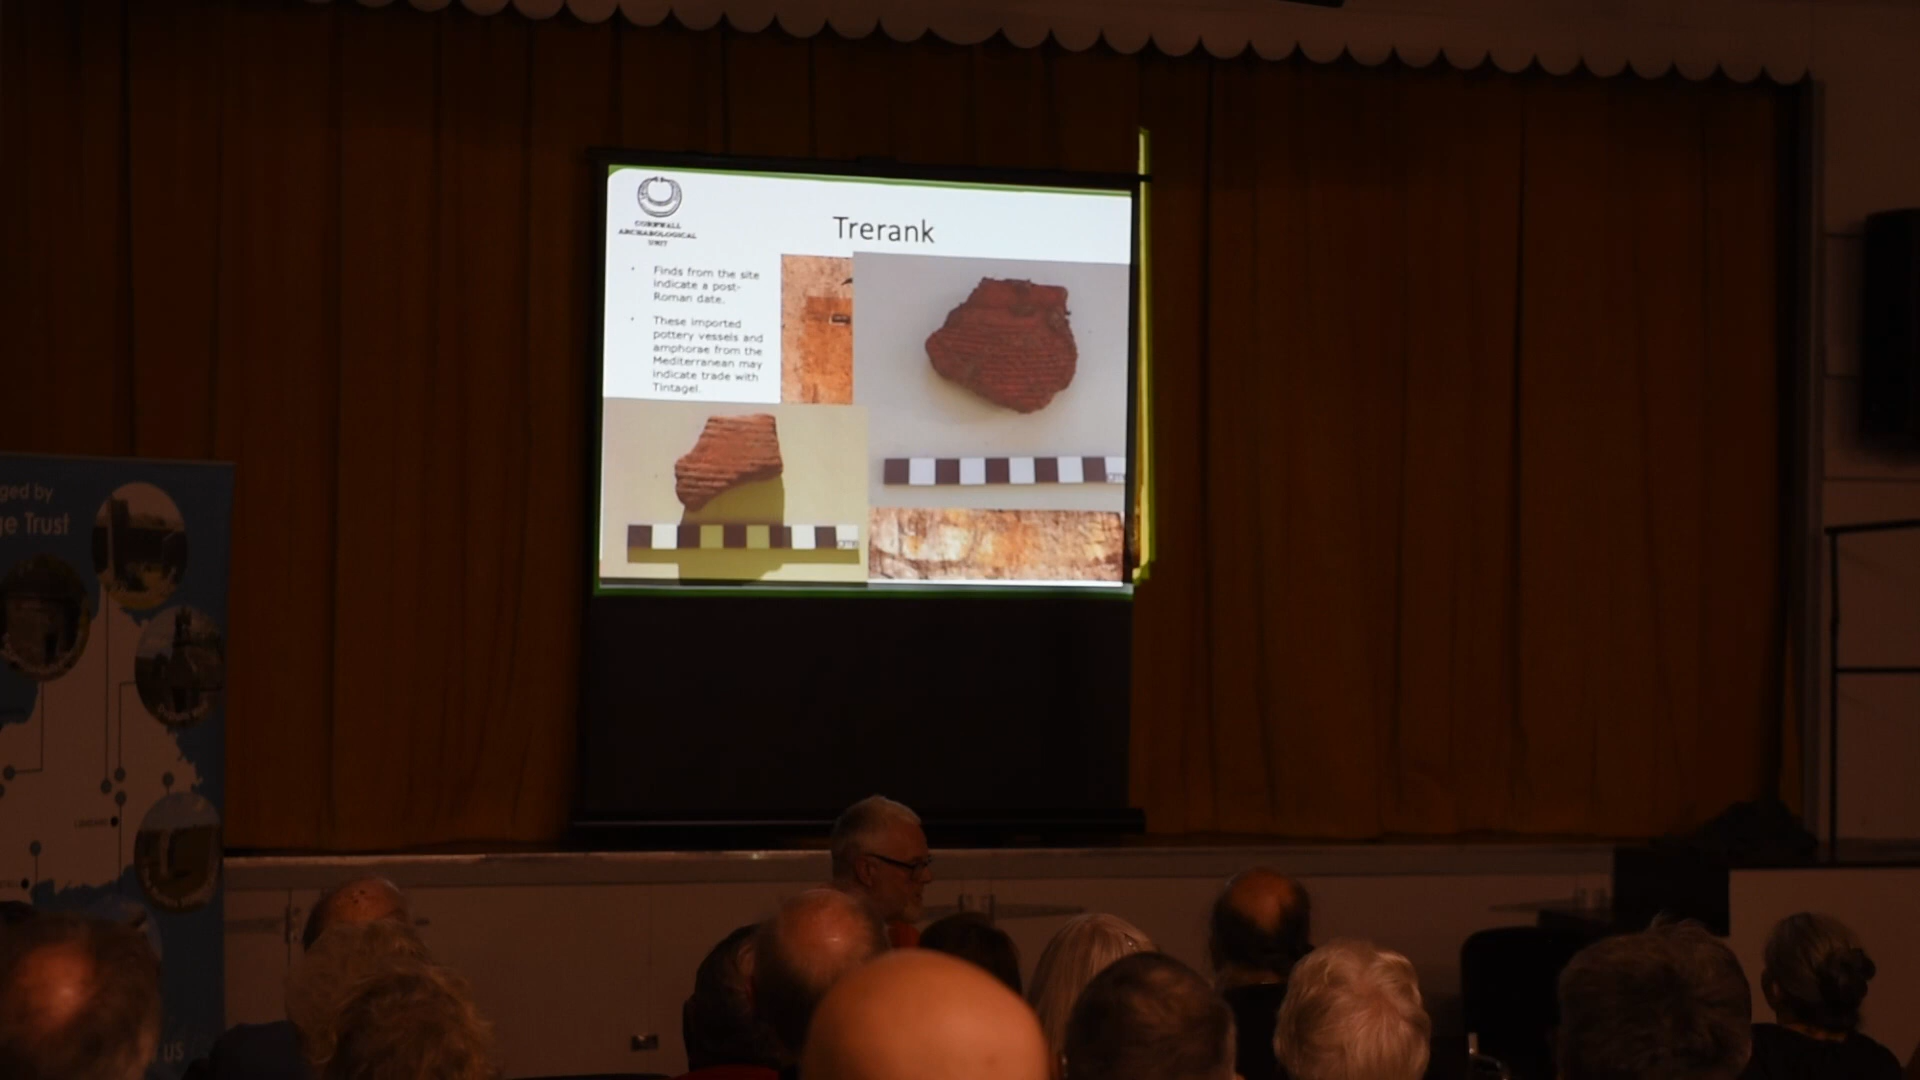 CORNWALL
ARCHAEOLOGICAL
UNIT
Trerank
• Finds from the site
indicate a post-
Roman date.
• These imported
pottery vessels and
amphorae from the
Mediterranean may
indicate trade with
Tintagel.
ged by
ge Trust
US